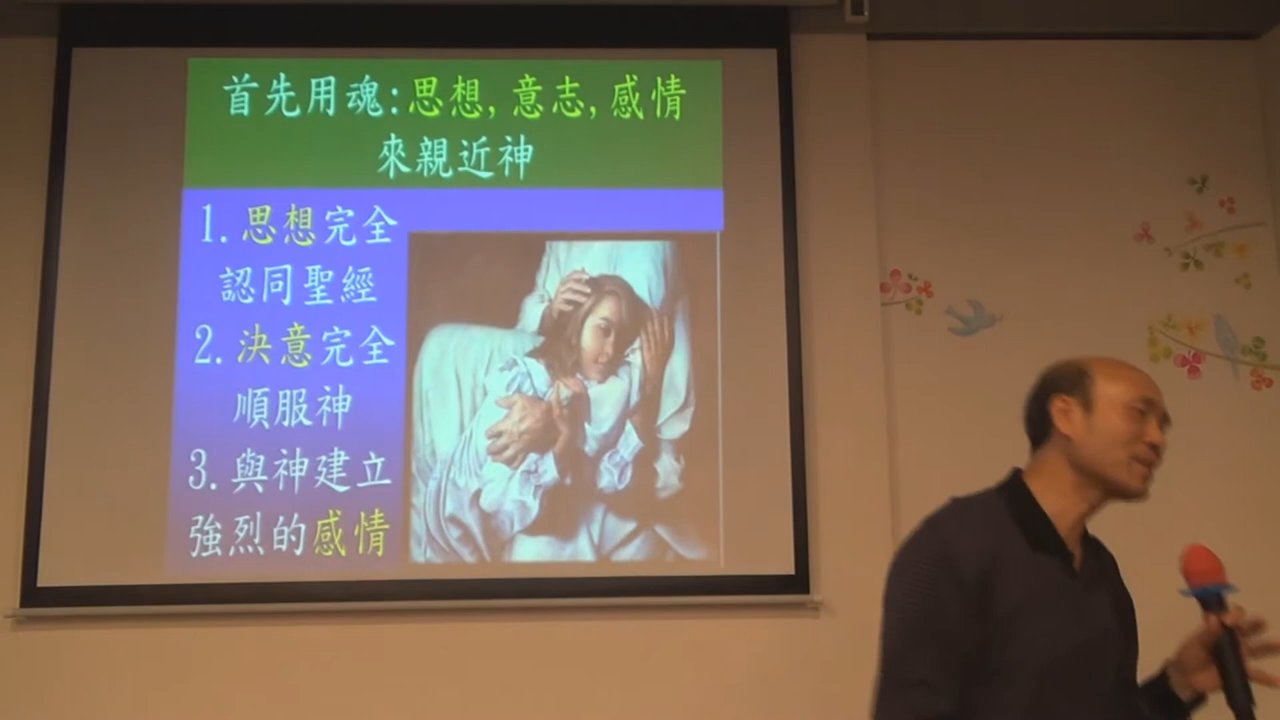 首先用魂:思想,意志,感情
來親近神
1.思想完全
認同聖經
2.決意完全
順服神
3.與神建立
強烈的感情